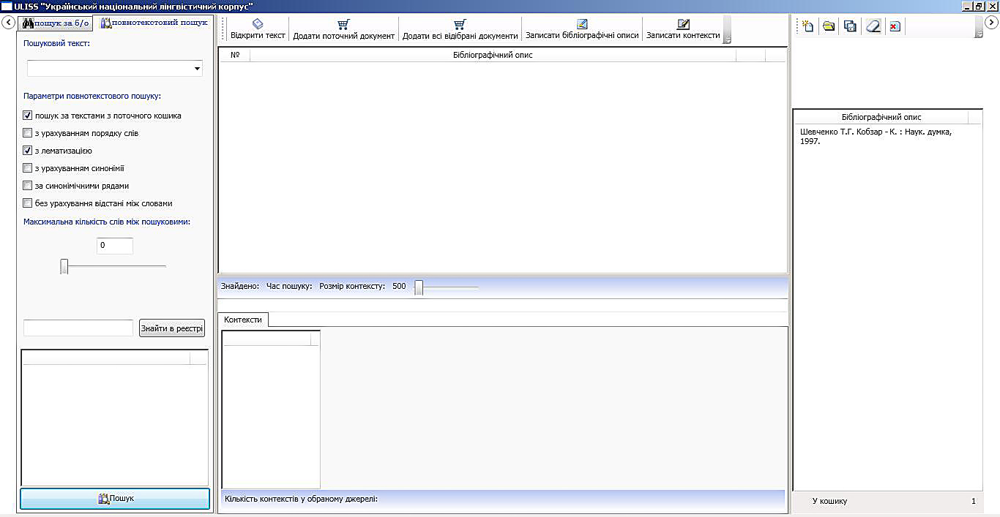 ULISS "Український національний лінгвістичний корпус"
пошук за б/о
повнотекстовий пошук
Пошуковий текст:
Параметри повнотекстового пошуку:
пошук за текстами з поточного кошика
з урахуванням порядку слів
з лематизацією
з урахуванням синонімії
за синонімічними рядами
без урахування відстані між словами
Максимальна кількість слів між пошуковими:
0
Знайти в реєстрі
Пошук
Відкрити текст
Додати поточний документ
Додати всі відібрані документи
Записати бібліографічні описи
Записати контексти
№
Бібліографічний опис
Знайдено: Час пошуку: Розмір контексту: 500
Контексти
Кількість контекстів у обраному джерелі:
Бібліографічний опис
Шевченко Т.Г. Кобзар - К. : Наук. думка,
1997.
У кошику 1